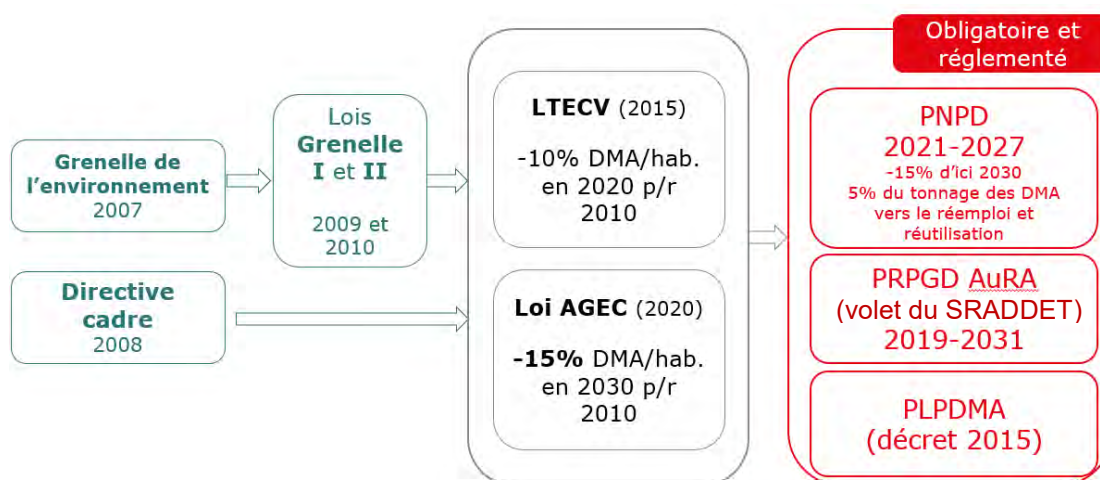 Grenelle de
l'environnement
2007
Directive
cadre
2008
Lois
Grenelle
I et II
2009 et
2010
LTECV (2015)
-10% DMA/hab.
en 2020 p/r
2010
Loi AGEC (2020)
-15% DMA/hab.
en 2030 p/r
2010
Obligatoire et
réglementé
PNPD
2021-2027
-15% d'ici 2030
5% du tonnage des DMA
vers le réemploi et
réutilisation
PRPGD AuRA
(volet du SRADDET)
2019-2031
PLPDMA
(décret 2015)